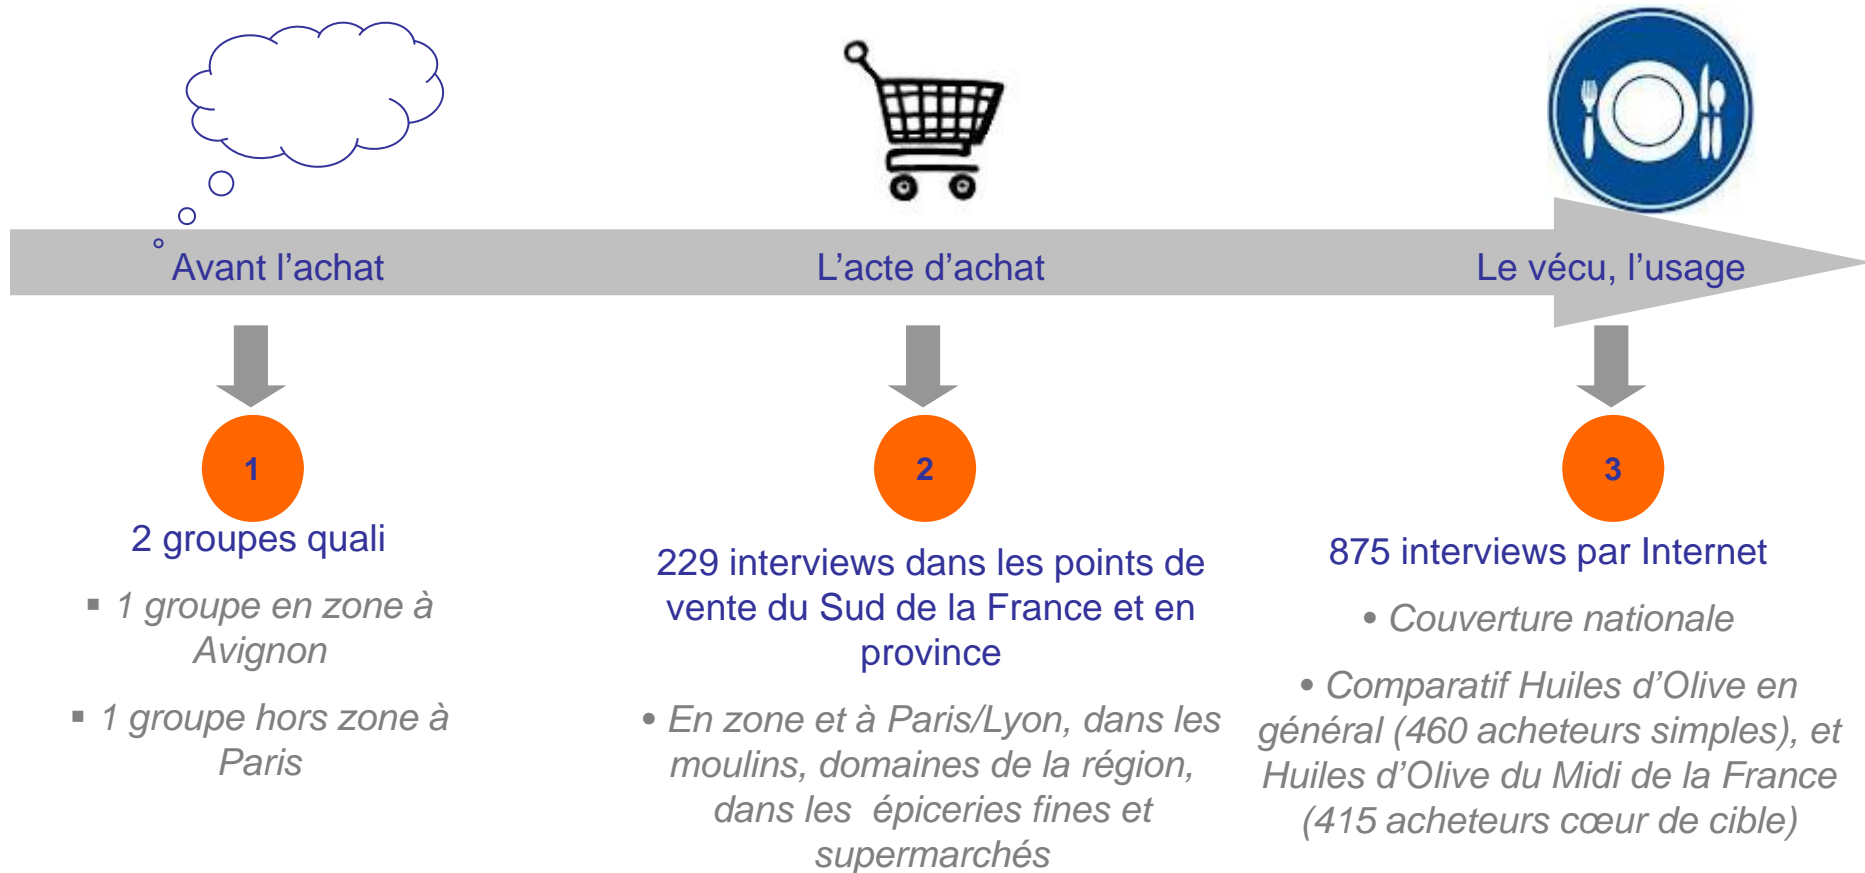 Avant l'achat
L'acte d'achat
Le vécu, l'usage
1
2 groupes quali
▪ 1 groupe en zone à
Avignon
▪ 1 groupe hors zone à
Paris
2
229 interviews dans les points de
vente du Sud de la France et en
province
• En zone et à Paris/Lyon, dans les
moulins, domaines de la région,
dans les épiceries fines et
supermarchés
3
875 interviews par Internet
• Couverture nationale
• Comparatif Huiles d'Olive en
général (460 acheteurs simples), et
Huiles d'Olive du Midi de la France
(415 acheteurs cœur de cible)